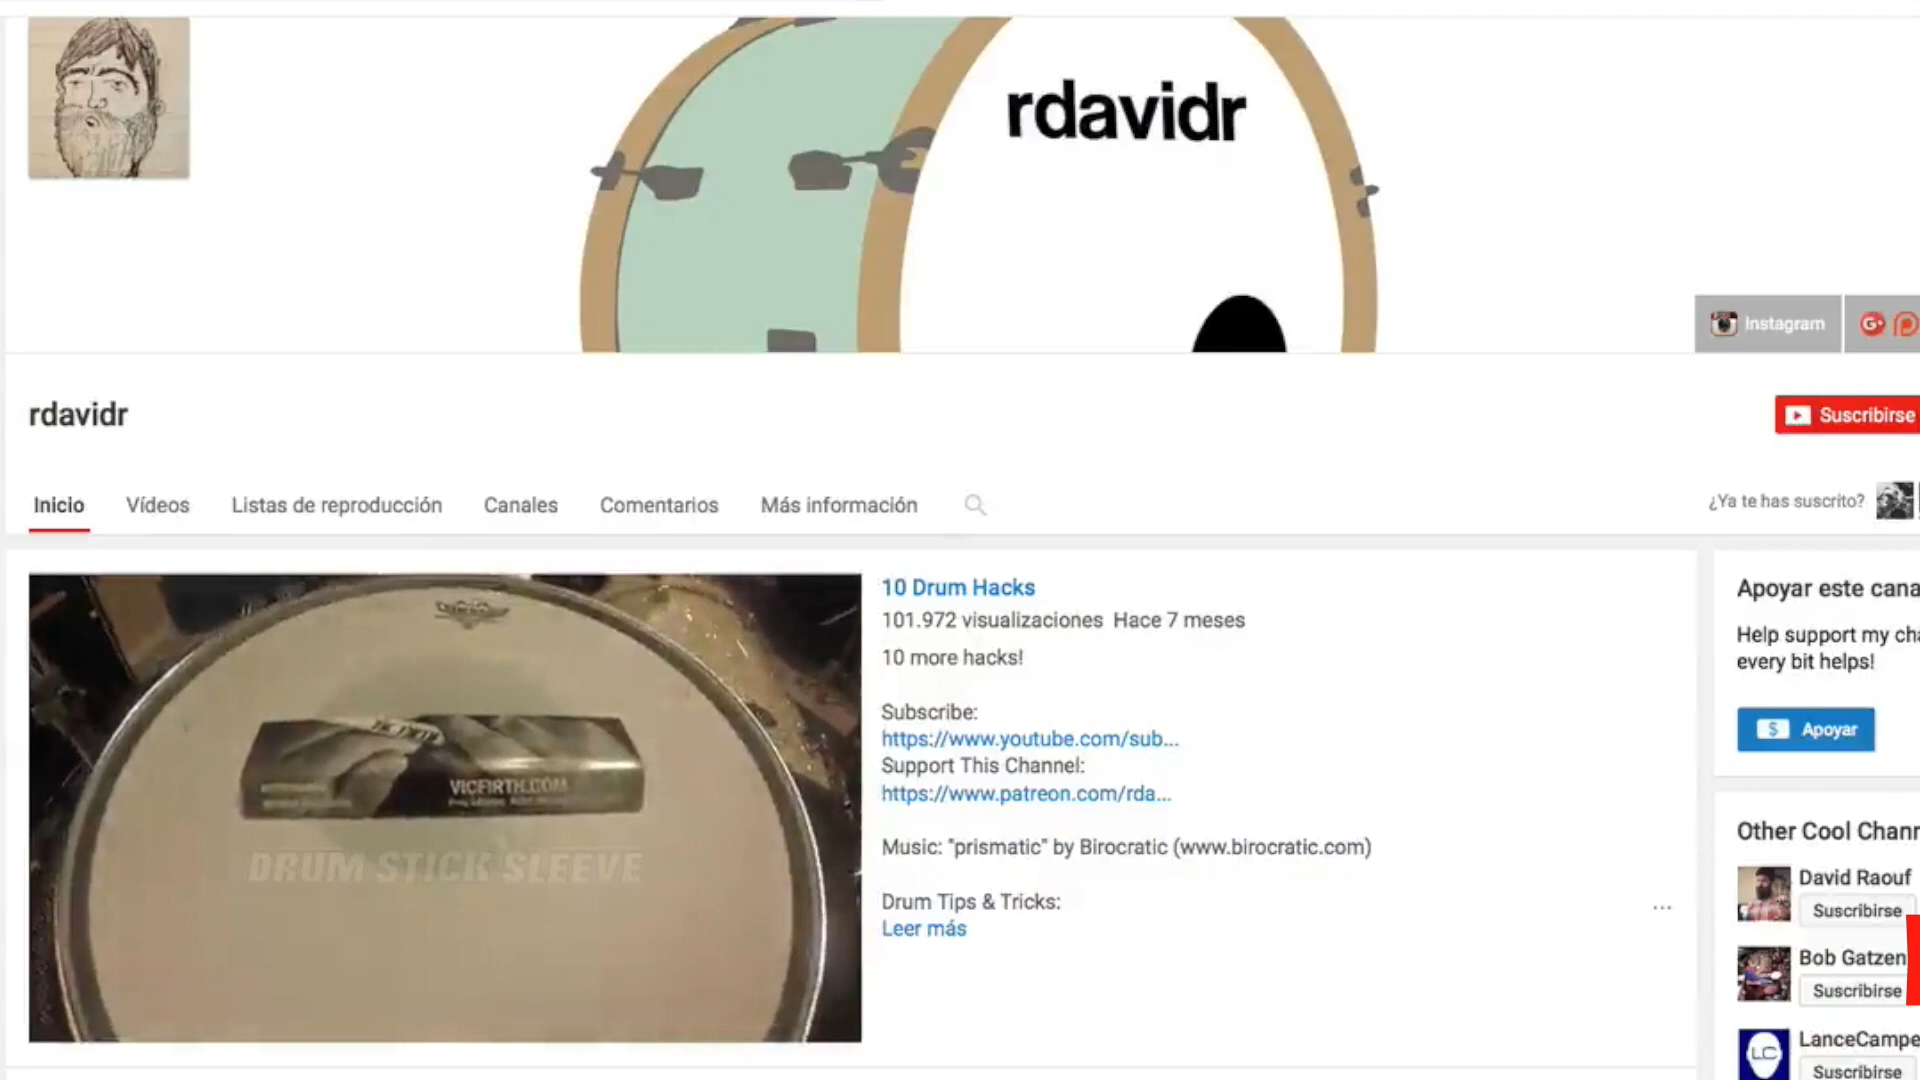 rdavidr
Instagram
rdavidr
Suscribirse
Inicio Vídeos Listas de reproducción Canales Comentarios Más información
¿Ya te has suscrito?
VICFIRTH.COM
DRUM STICK SLEEVE
10 Drum Hacks
101.972 visualizaciones Hace 7 meses
10 more hacks!
Subscribe:
https://www.youtube.com/sub...
Support This Channel:
https://www.patreon.com/rda...
Music: "prismatic" by Birocratic (www.birocratic.com)
Drum Tips & Tricks:
Leer más
...
Apoyar este cana
Help support my cha
every bit helps!
$ Apoyar
Other Cool Chann
David Raouf
Suscribirse
Bob Gatzen
Suscribirse
LC
LanceCampe
Suscribirse